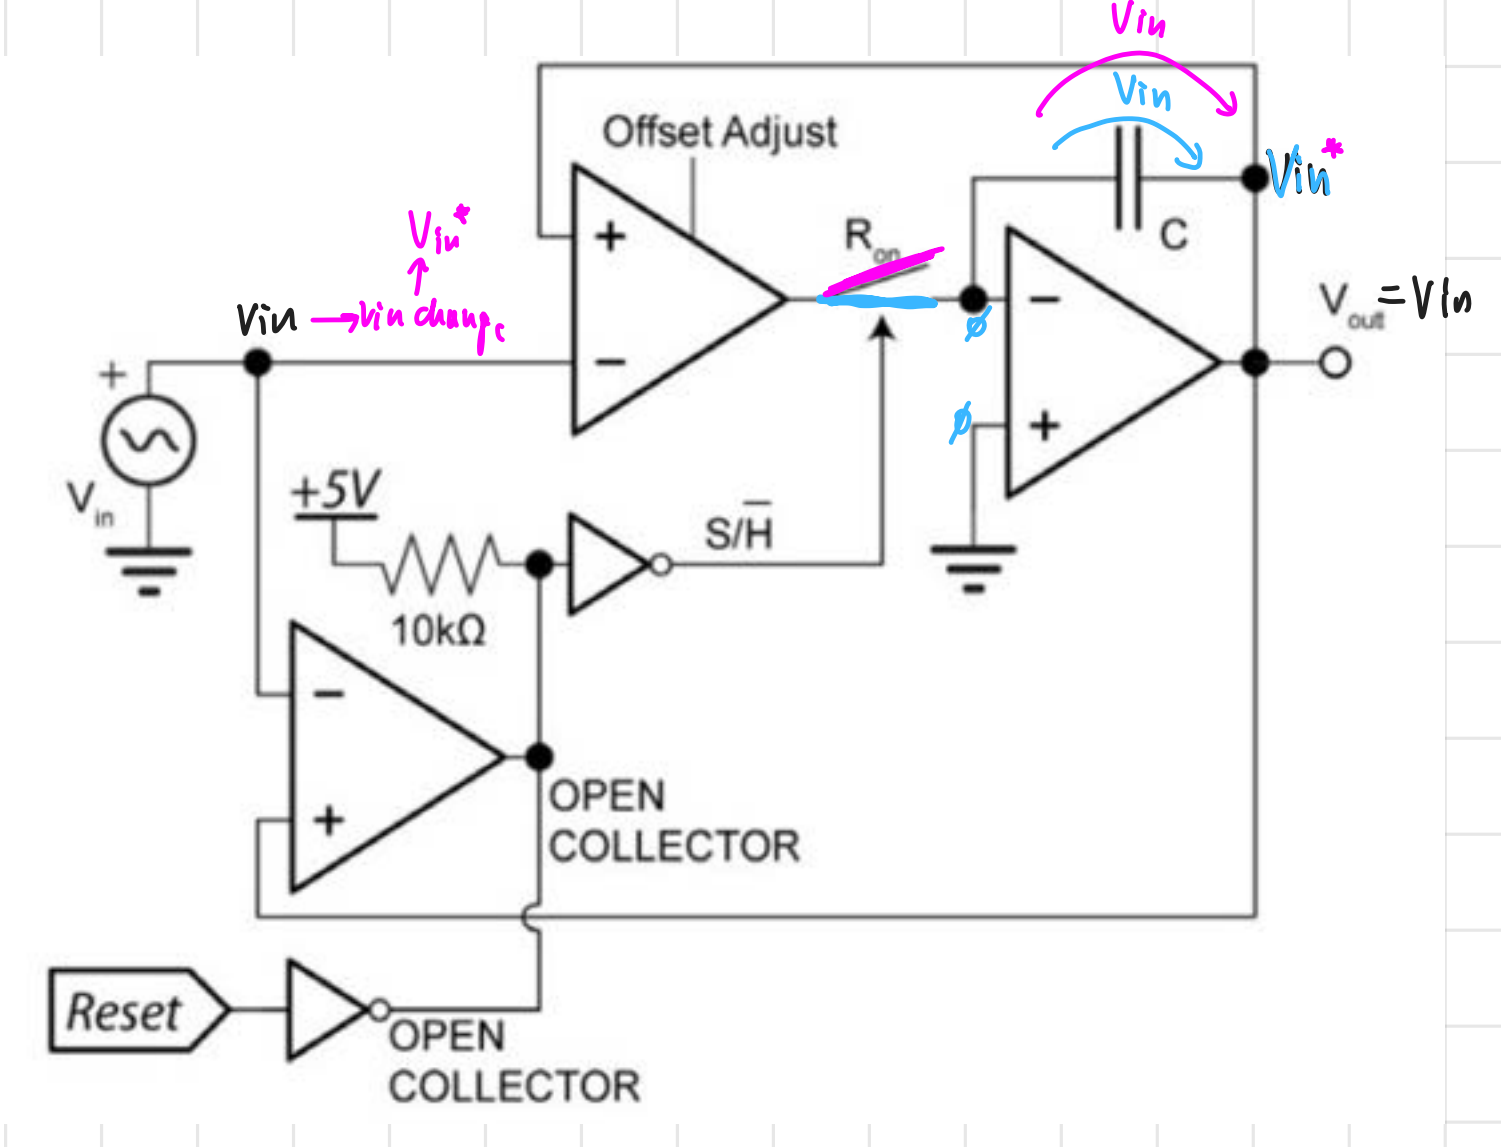 Vin
Vin
Offset Adjust
Vin*
Vin*
+
Ron
C
Vin → Vin change
−
Vout = Vin
ø
+
−
ø
+
Vin
+5V
S/H̅
10kΩ
−
+
OPEN
COLLECTOR
Reset
OPEN
COLLECTOR